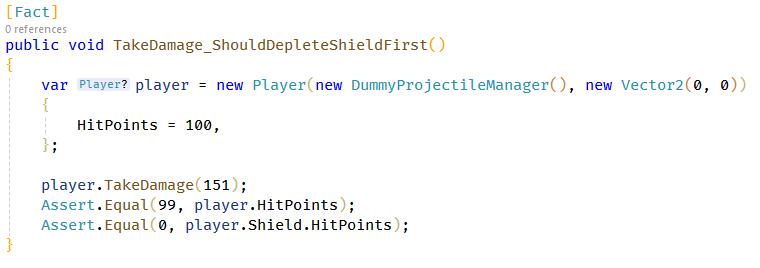 [Fact]
0 references
public void TakeDamage_ShouldDepleteShieldFirst()
{
    var Player? player = new Player(new DummyProjectileManager(), new Vector2(0, 0))
    {
        HitPoints = 100,
    };
    player.TakeDamage(151);
    Assert.Equal(99, player.HitPoints);
    Assert.Equal(0, player.Shield.HitPoints);
}